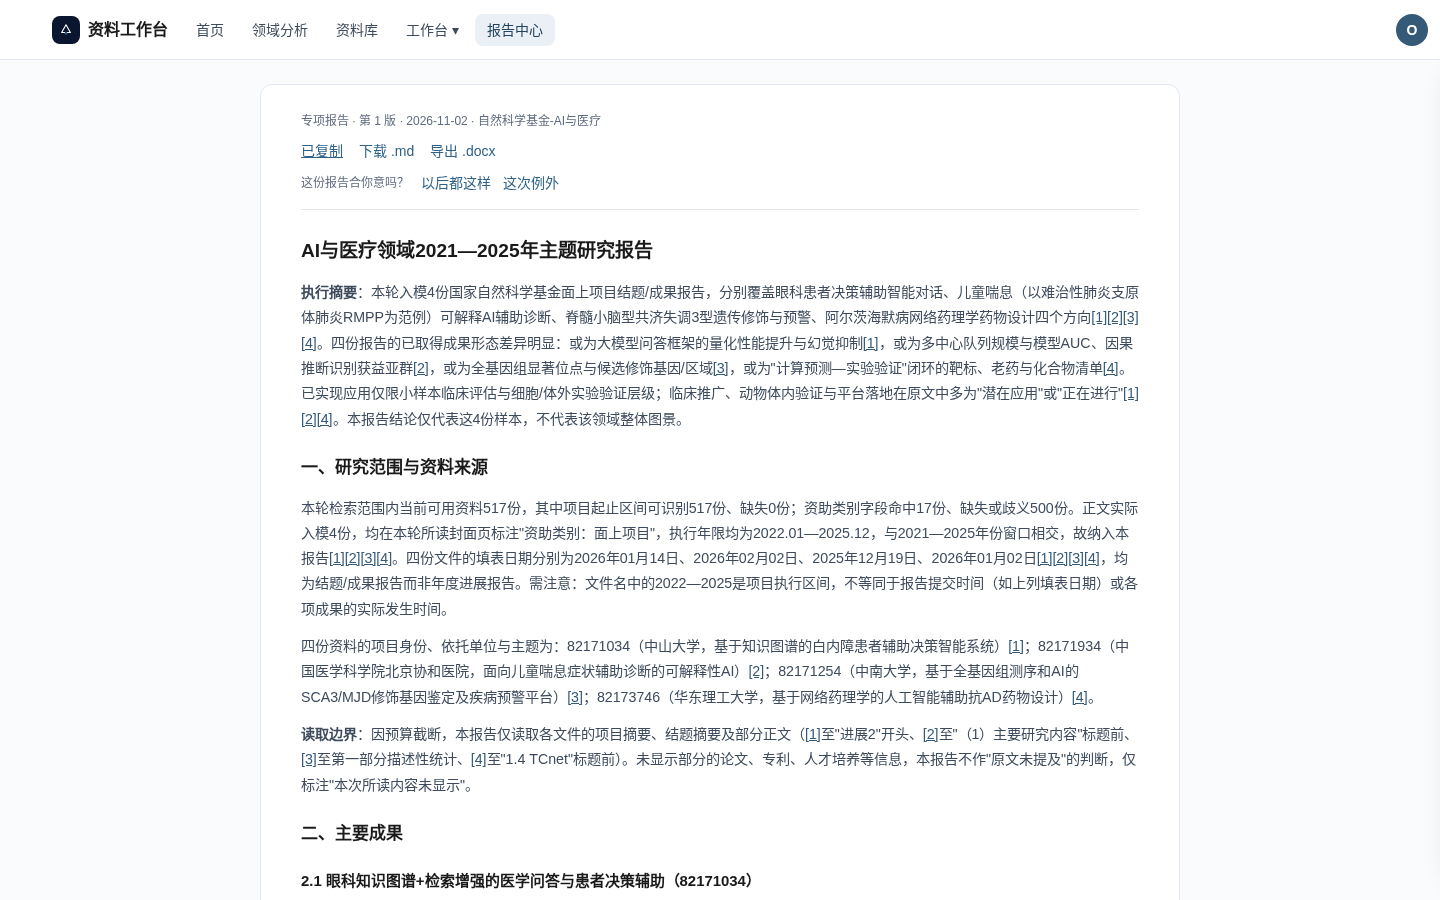 资料工作台
首页
领域分析
资料库
工作台 ▾
报告中心
O
专项报告 · 第 1 版 · 2026-11-02 · 自然科学基金-AI与医疗
已复制 下载 .md 导出 .docx
这份报告合你意吗? 以后都这样 这次例外
AI与医疗领域2021—2025年主题研究报告
执行摘要：本轮入模4份国家自然科学基金面上项目结题/成果报告，分别覆盖眼科患者决策辅助智能对话、儿童喘息（以难治性肺炎支原
体肺炎RMPP为范例）可解释AI辅助诊断、脊髓小脑型共济失调3型遗传修饰与预警、阿尔茨海默病网络药理学药物设计四个方向[1][2][3]
[4]。四份报告的已取得成果形态差异明显：或为大模型问答框架的量化性能提升与幻觉抑制[1]，或为多中心队列规模与模型AUC、因果
推断识别获益亚群[2]，或为全基因组显著位点与候选修饰基因/区域[3]，或为"计算预测—实验验证"闭环的靶标、老药与化合物清单[4]。
已实现应用仅限小样本临床评估与细胞/体外实验验证层级；临床推广、动物体内验证与平台落地在原文中多为"潜在应用"或"正在进行"[1]
[2][4]。本报告结论仅代表这4份样本，不代表该领域整体图景。
一、研究范围与资料来源
本轮检索范围内当前可用资料517份，其中项目起止区间可识别517份、缺失0份；资助类别字段命中17份、缺失或歧义500份。正文实际
入模4份，均在本轮所读封面页标注"资助类别：面上项目"，执行年限均为2022.01—2025.12，与2021—2025年份窗口相交，故纳入本
报告[1][2][3][4]。四份文件的填表日期分别为2026年01月14日、2026年02月02日、2025年12月19日、2026年01月02日[1][2][3][4]，均
为结题/成果报告而非年度进展报告。需注意：文件名中的2022—2025是项目执行区间，不等同于报告提交时间（如上列填表日期）或各
项成果的实际发生时间。
四份资料的项目身份、依托单位与主题为：82171034（中山大学，基于知识图谱的白内障患者辅助决策智能系统）[1]；82171934（中
国医学科学院北京协和医院，面向儿童喘息症状辅助诊断的可解释性AI）[2]；82171254（中南大学，基于全基因组测序和AI的
SCA3/MJD修饰基因鉴定及疾病预警平台）[3]；82173746（华东理工大学，基于网络药理学的人工智能辅助抗AD药物设计）[4]。
读取边界：因预算截断，本报告仅读取各文件的项目摘要、结题摘要及部分正文（[1]至"进展2"开头、[2]至"（1）主要研究内容"标题前、
[3]至第一部分描述性统计、[4]至"1.4 TCnet"标题前）。未显示部分的论文、专利、人才培养等信息，本报告不作"原文未提及"的判断，仅
标注"本次所读内容未显示"。
二、主要成果
2.1 眼科知识图谱+检索增强的医学问答与患者决策辅助（82171034）